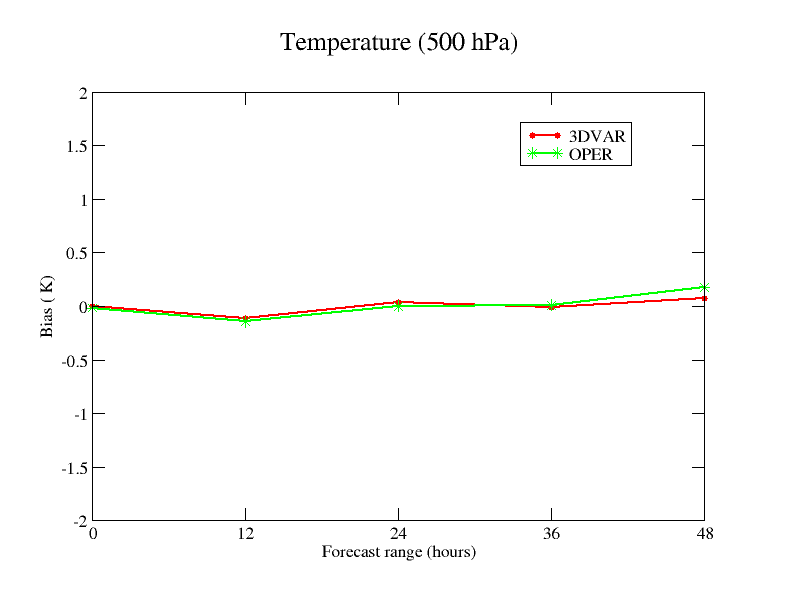 Temperature (500 hPa)
2
1.5
1
0.5
0
-0.5
-1
-1.5
-2
Bias ( K)
3DVAR
OPER
0 12 24 36 48
Forecast range (hours)